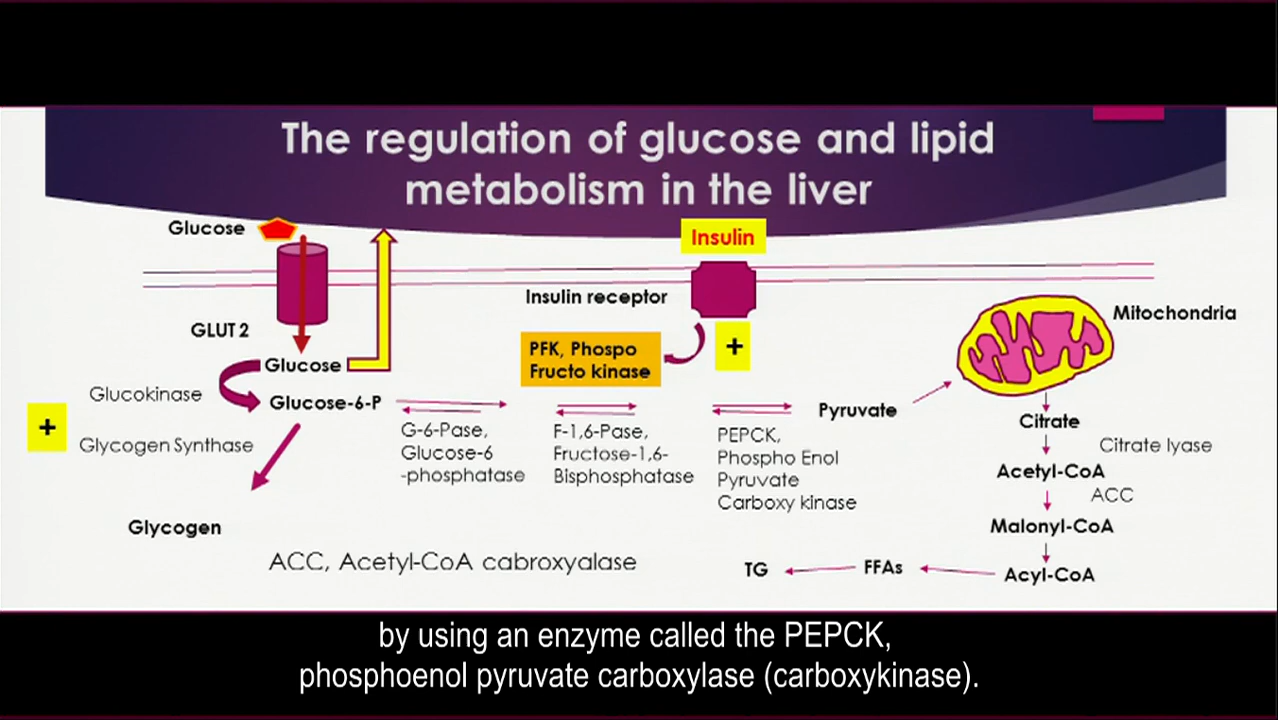 The regulation of glucose and lipid
metabolism in the liver
Glucose
Insulin
Insulin receptor
GLUT 2
Glucose
PFK, Phospo
Fructo kinase
+
Mitochondria
Glucokinase
Glucose-6-P
+
Glycogen Synthase
G-6-Pase,
Glucose-6
-phosphatase
F-1,6-Pase,
Fructose-1,6-
Bisphosphatase
PEPCK,
Phospho Enol
Pyruvate
Carboxy kinase
Pyruvate
Citrate
Citrate lyase
Acetyl-CoA
ACC
Malonyl-CoA
Acyl-CoA
FFAs
TG
Glycogen
ACC, Acetyl-CoA cabroxyalase
by using an enzyme called the PEPCK,
phosphoenol pyruvate carboxylase (carboxykinase).